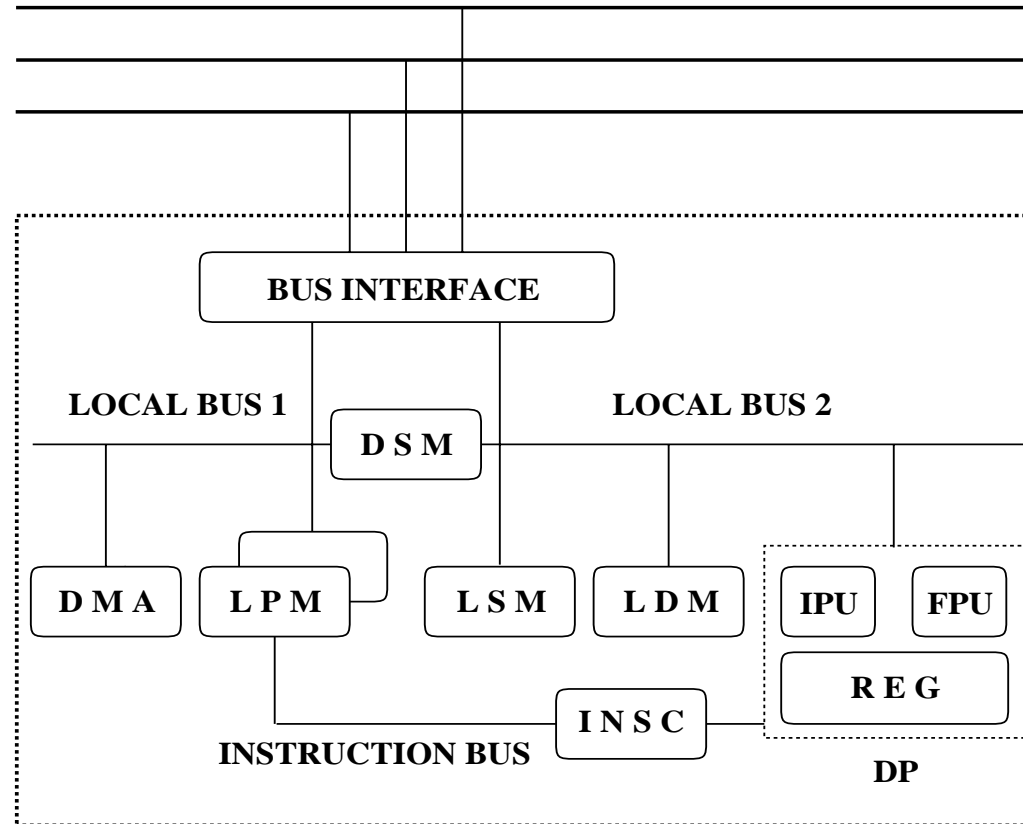 BUS INTERFACE
LOCAL BUS 1
LOCAL BUS 2
D S M
D M A
L P M
L S M
L D M
IPU
FPU
R E G
I N S C
INSTRUCTION BUS
DP